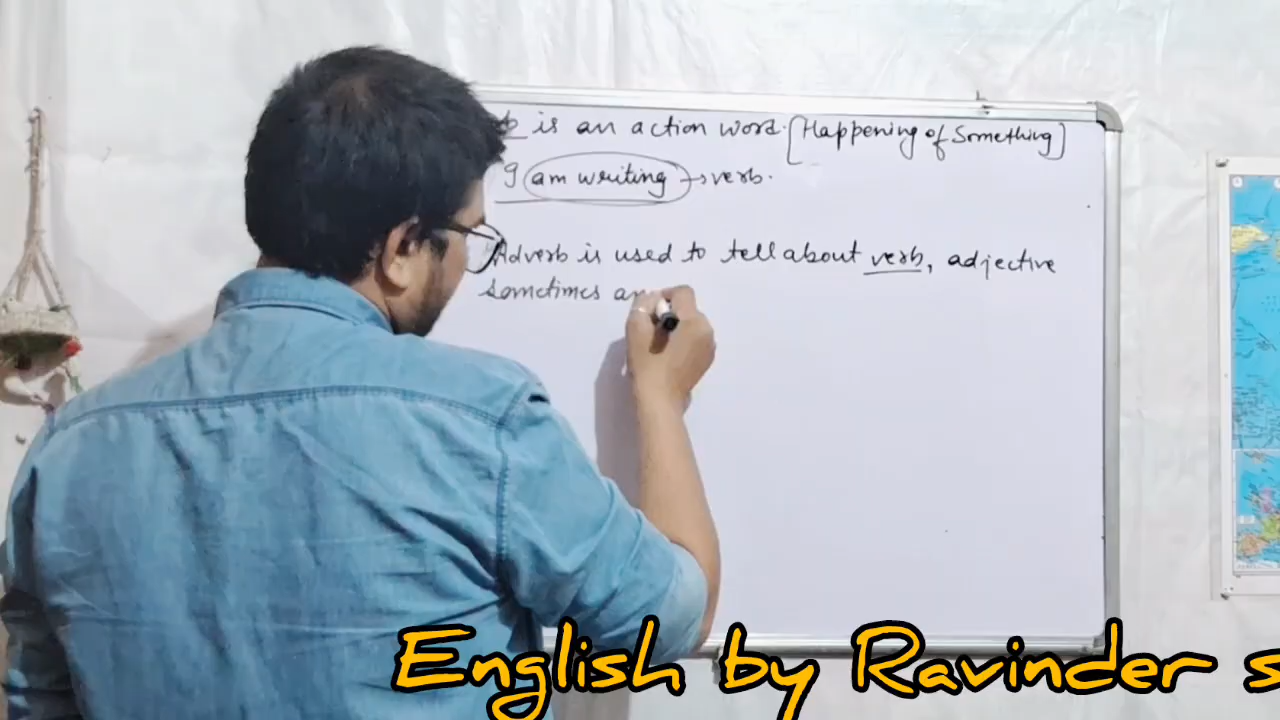 is an action word. [Happening of Something]
I am writing → verb.
Adverb is used to tell about verb, adjective
sometimes
English by Ravinder